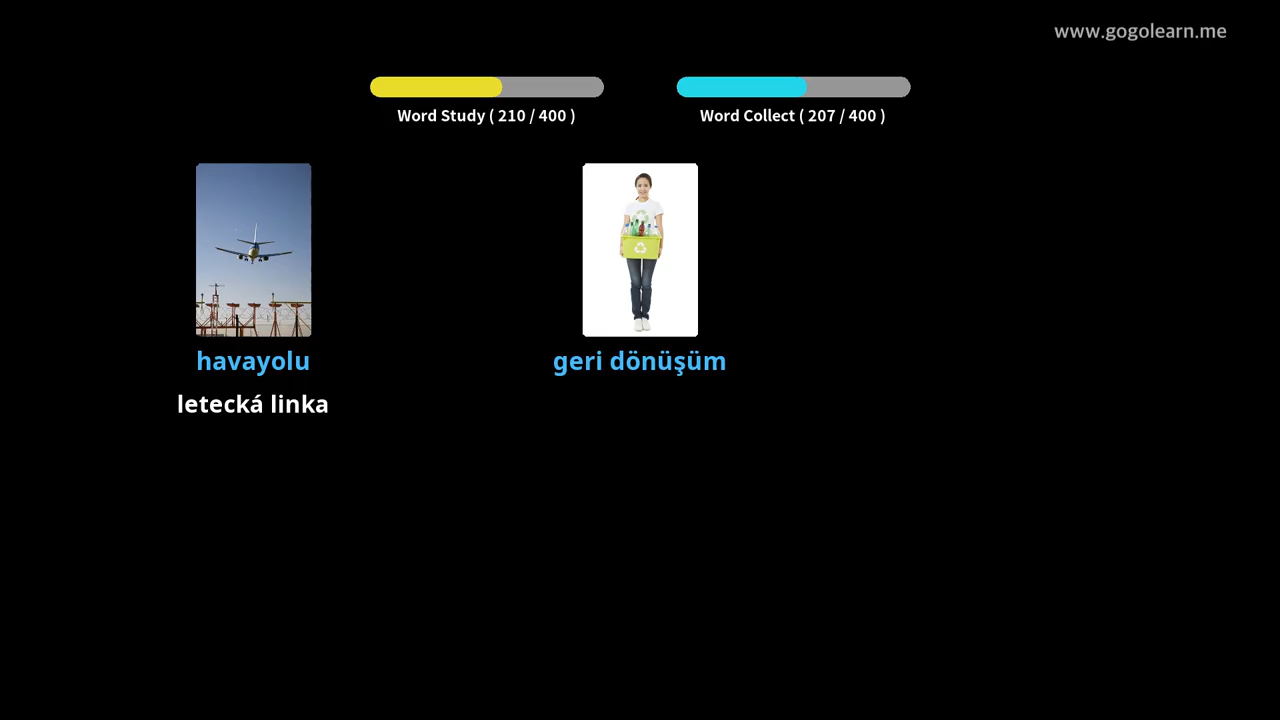 www.gogolearn.me
Word Study ( 210 / 400 )
Word Collect ( 207 / 400 )
havayolu
geri dönüşüm
letecká linka